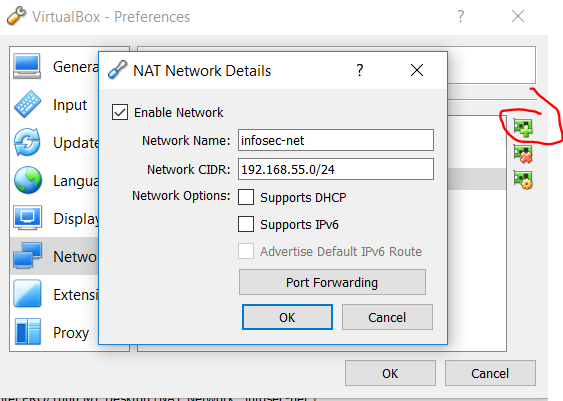 VirtualBox - Preferences
?
NAT Network Details
?
Genera
Input
Update
Langua
Display
Netwo
Extensi
Proxy
Enable Network
Network Name: infosec-net
Network CIDR: 192.168.55.0/24
Network Options: Supports DHCP
Supports IPv6
Advertise Default IPv6 Route
Port Forwarding
OK Cancel
OK Cancel